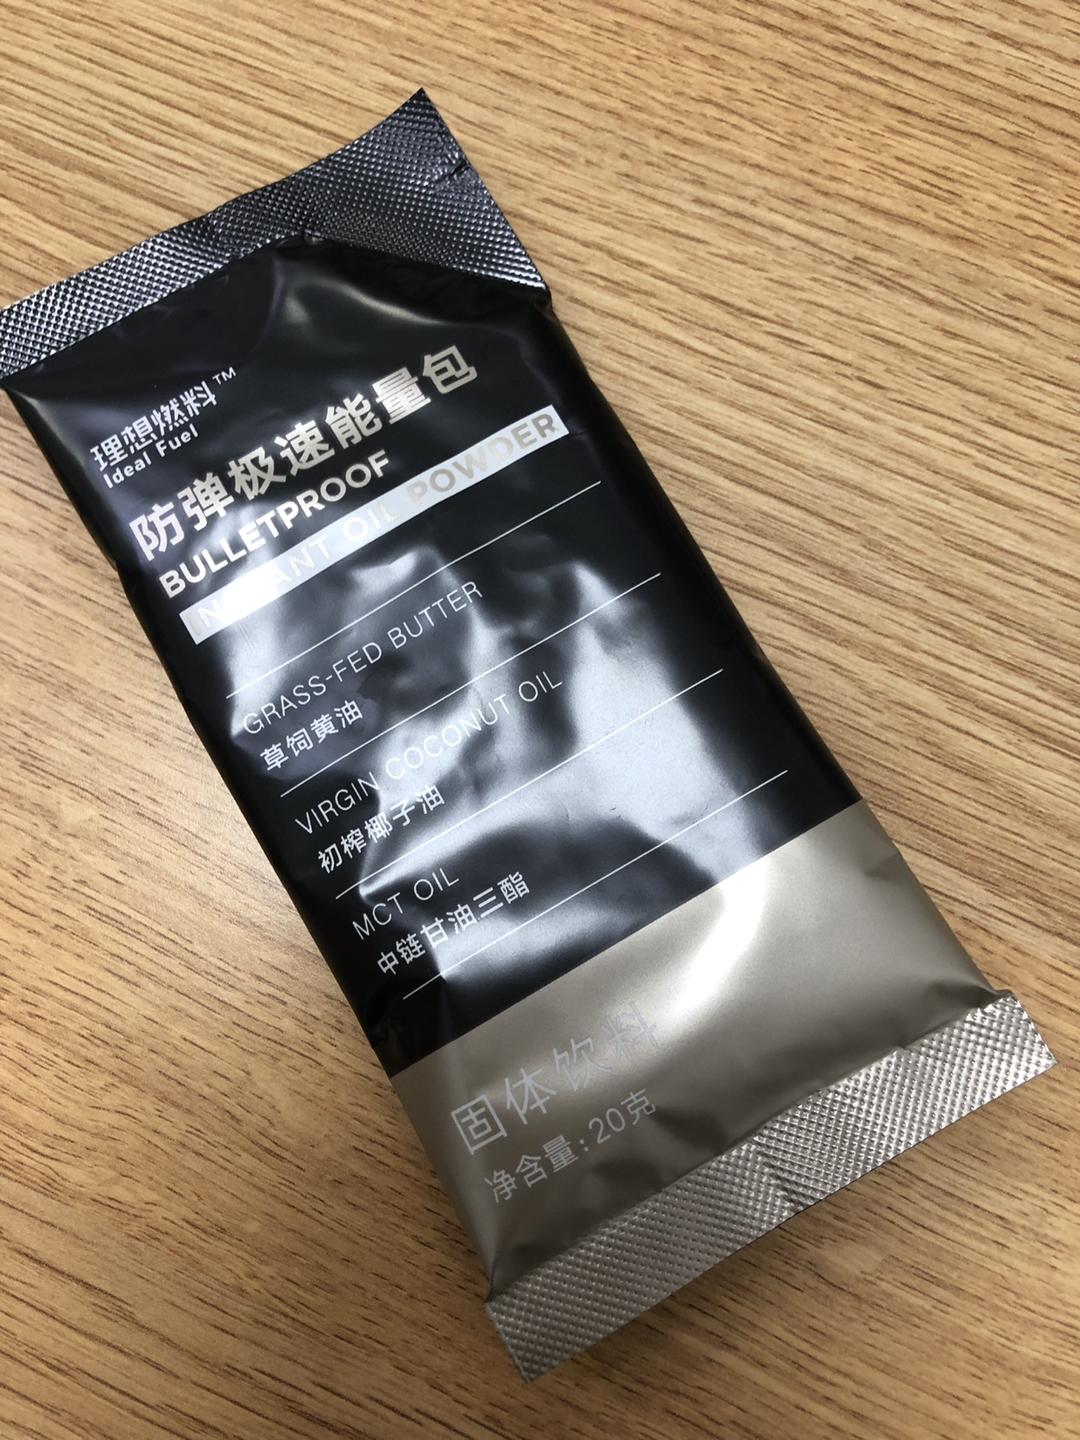 理想燃料™
Ideal Fuel
防弹极速能量包
BULLETPROOF
INSTANT OIL POWDER
GRASS-FED BUTTER
草饲黄油
VIRGIN COCONUT OIL
初榨椰子油
MCT OIL
中链甘油三酯
固体饮料
净含量:20克